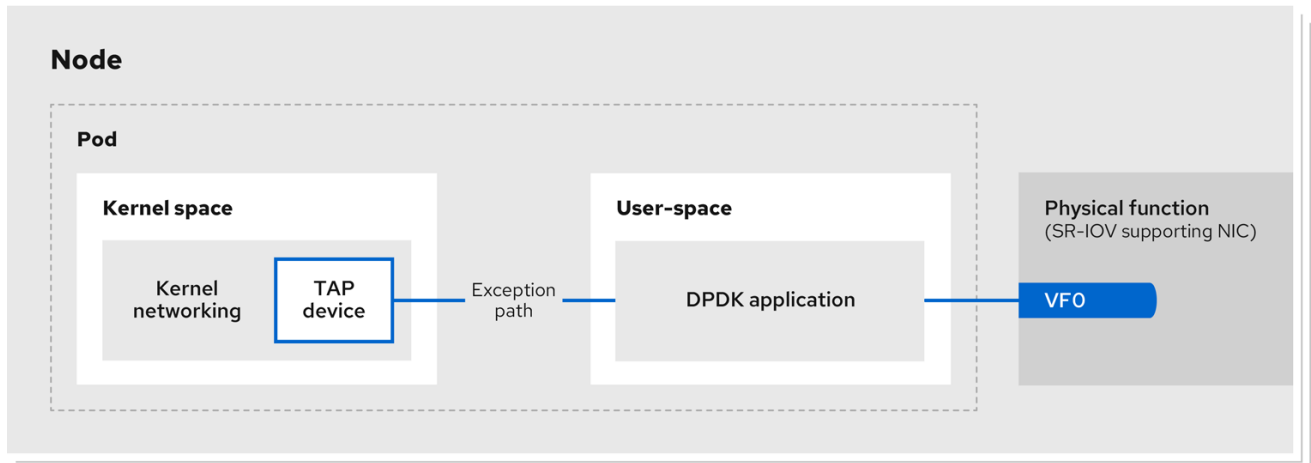 Node
Pod
Kernel space
Kernel
networking
TAP
device
Exception
path
User-space
DPDK application
Physical function
(SR-IOV supporting NIC)
VF0